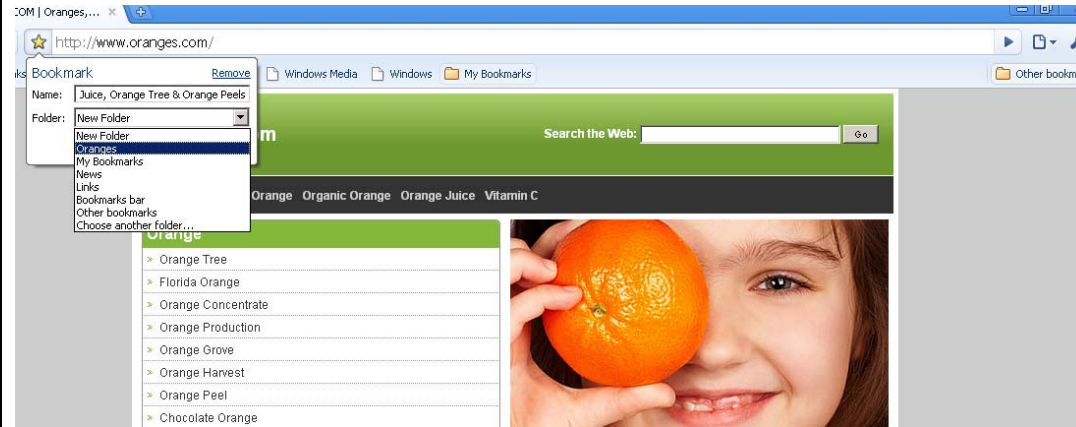 COM | Oranges,...
http://www.oranges.com/
Windows Media Windows My Bookmarks Other bookm
Bookmark Remove
Name: Juice, Orange Tree & Orange Peels
Folder: New Folder
New Folder
Oranges
My Bookmarks
News
Links
Bookmarks bar
Other bookmarks
Choose another folder...
m
Search the Web: Go
Orange Organic Orange Orange Juice Vitamin C
Orange
» Orange Tree
» Florida Orange
» Orange Concentrate
» Orange Production
» Orange Grove
» Orange Harvest
» Orange Peel
» Chocolate Orange